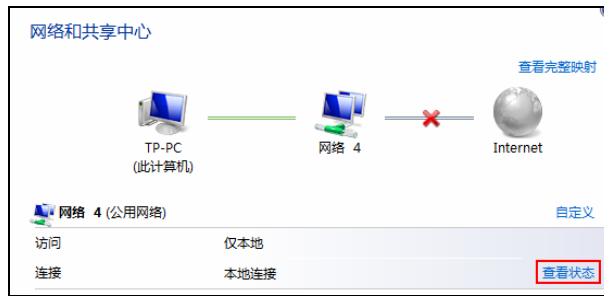 网络和共享中心
查看完整映射
TP-PC
(此计算机)
网络 4
Internet
网络 4 (公用网络)
自定义
访问
仅本地
连接
本地连接
查看状态